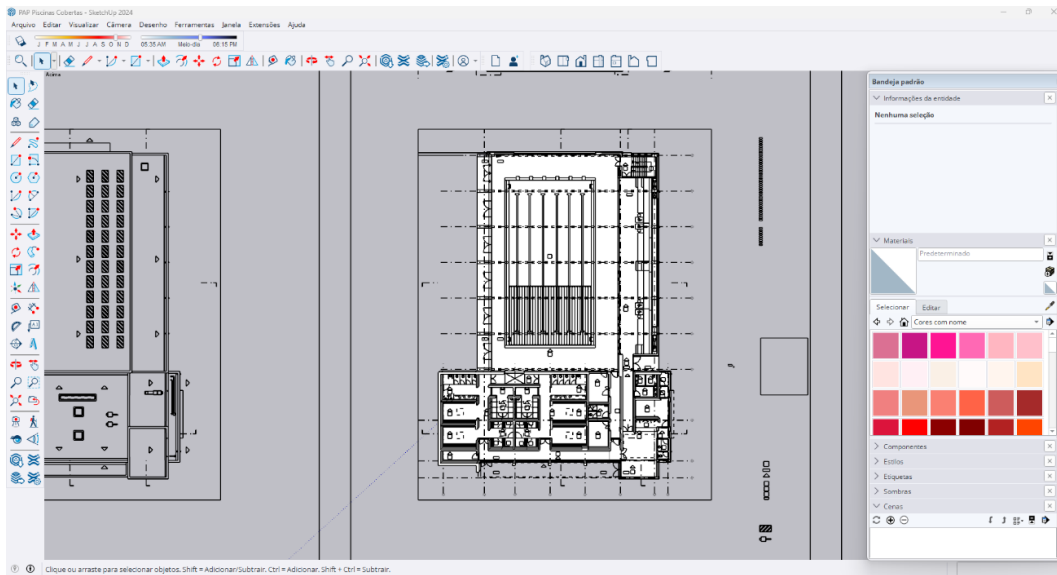 PAP Piscinas Cobertas - SketchUp 2024
Arquivo Editar Visualizar Câmera Desenho Ferramentas Janela Extensões Ajuda
J F M A M J J A S O N D 05:35 AM Meio-dia 06:15 PM
Acima
Bandeja padrão
Informações da entidade
Nenhuma seleção
Materiais
Predeterminado
Selecionar Editar
Cores com nome
Componentes
Estilos
Etiquetas
Sombras
Cenas
Clique ou arraste para selecionar objetos. Shift = Adicionar/Subtrair. Ctrl = Adicionar. Shift + Ctrl = Subtrair.